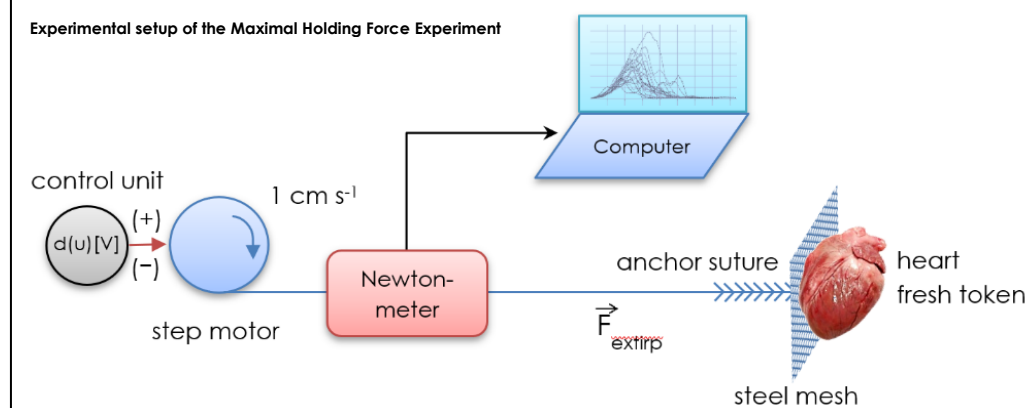 Experimental setup of the Maximal Holding Force Experiment
Computer
control unit
1 cm s-1
(+)
d(u)[V]
(−)
step motor
Newton-
meter
anchor suture
F
extirp
heart
fresh token
steel mesh